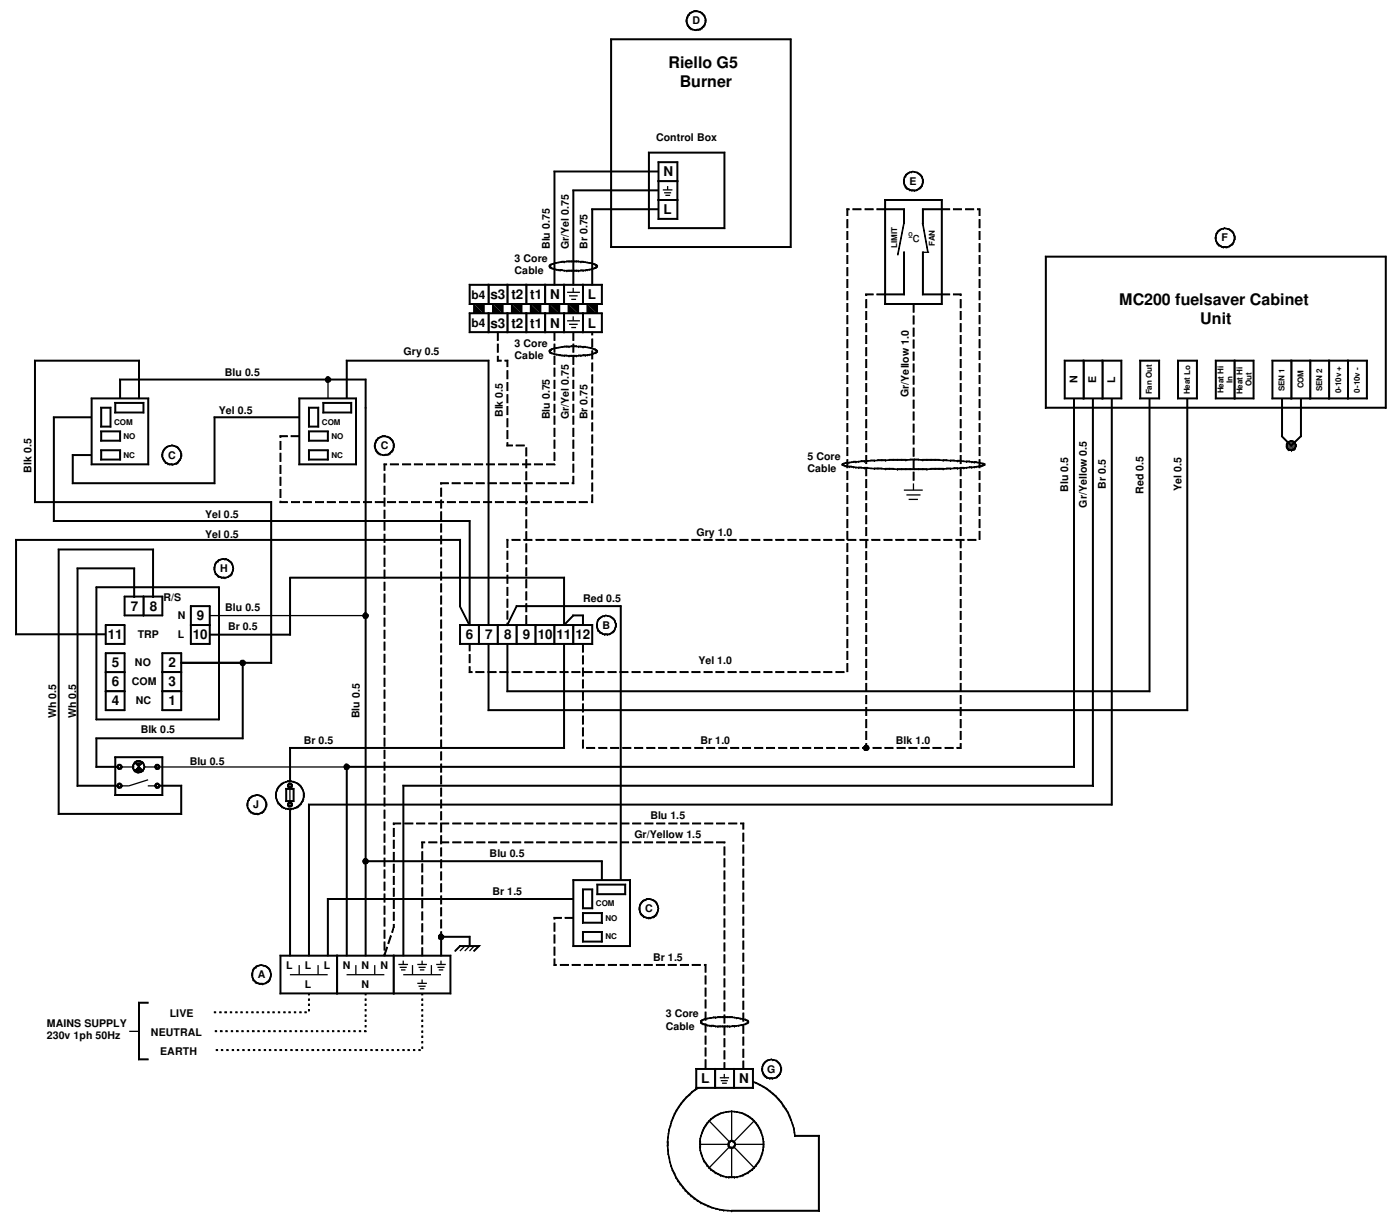 D
Riello G5
Burner
Control Box
N
L
Blu 0.75
Gr/Yel 0.75
Br 0.75
3 Core
Cable
b4 s3 t2 t1 N L
b4 s3 t2 t1 N L
3 Core
Cable
Blk 0.5
Blu 0.75
Gr/Yel 0.75
Br 0.75
E
LIMIT
ºC
FAN
Gr/Yellow 1.0
5 Core
Cable
F
MC200 fuelsaver Cabinet
Unit
N
E
L
Fan Out
Heat Lo
Heat Hi
In
Heat Hi
Out
SEN 1
COM
SEN 2
0-10v +
0-10v -
Blu 0.5
Gr/Yellow 0.5
Br 0.5
Red 0.5
Yel 0.5
Gry 0.5
Blu 0.5
Yel 0.5
COM
NO
NC
C
COM
NO
NC
C
Blk 0.5
Yel 0.5
Yel 0.5
Gry 1.0
H
R/S
7 8
N 9
Blu 0.5
11 TRP L 10
Br 0.5
5 NO 2
6 COM 3
4 NC 1
Wh 0.5
Wh 0.5
Blk 0.5
Blu 0.5
Blu 0.5
Red 0.5
6 7 8 9 10 11 12
B
Yel 1.0
Br 0.5
Br 1.0
Blk 1.0
J
Blu 1.5
Gr/Yellow 1.5
Blu 0.5
Br 1.5
COM
NO
NC
C
Br 1.5
A
L L L N N N
L N
MAINS SUPPLY
230v 1ph 50Hz
LIVE
NEUTRAL
EARTH
3 Core
Cable
L N
G